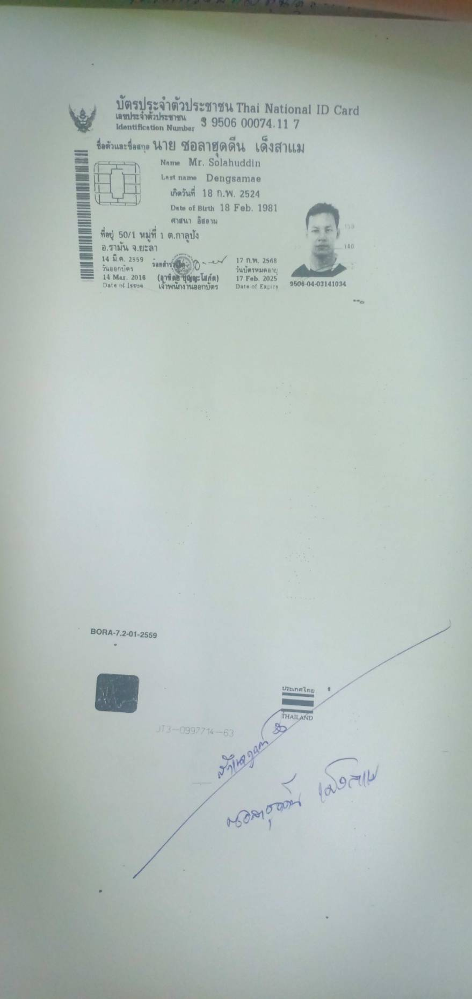 บัตรประจำตัวประชาชน Thai National ID Card
เลขประจำตัวประชาชน
Identification Number 3 9506 00074.11 7
ชื่อตัวและชื่อสกุล นาย ซอลาฮุดดีน เด็งสาแม
Name Mr. Solahuddin
Last name Dengsamae
เกิดวันที่ 18 ก.พ. 2524
Date of Birth 18 Feb. 1981
ศาสนา อิสลาม
ที่อยู่ 50/1 หมู่ที่ 1 ต.กาลูปัง
อ.รามัน จ.ยะลา
14 มี.ค. 2559
วันออกบัตร
14 Mar. 2016
Date of Issue
ร้อยตำรวจโท
เจ้าพนักงานออกบัตร
17 ก.พ. 2568
วันบัตรหมดอายุ
17 Feb. 2025
Date of Expiry
150
140
9506-04-03141034
BORA-7.2-01-2559
ประเทศไทย
THAILAND
JT3-0997714-63
สำเนาถูกต้อง
ซอลาฮุดดีน เด็งสาแม